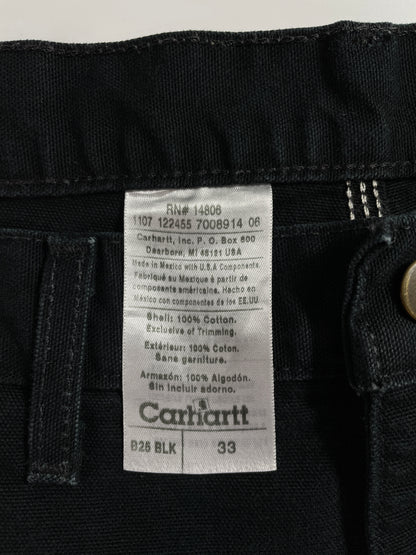 RN# 14806
1107 122455 7008914 06
Carhartt, Inc. P. O. Box 600
Dearborn, MI 48121 USA
Made in Mexico with U.S.A Components.
Fabriqué au Mexique à partir de
composants américains. Hecho en
México con componentes de los EE.UU.
Shell: 100% Cotton.
Exclusive of Trimming.
Extérieur: 100% Coton.
Sans garniture.
Armazón: 100% Algodón.
Sin incluir adorno.
Carhartt
B25 BLK 33